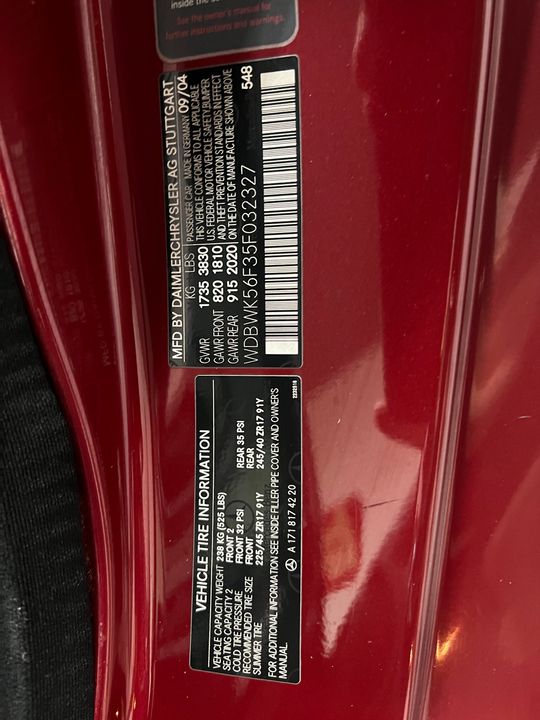 inside the
See the owner's manual for
further instructions and warnings.
MFD BY DAIMLERCHRYSLER AG STUTTGART
KG LBS PASSENGER CAR MADE IN GERMANY 09/04
GVWR 1735 3830 THIS VEHICLE CONFORMS TO ALL APPLICABLE
U.S. FEDERAL MOTOR VEHICLE SAFETY BUMPER
GAWR FRONT 820 1810 AND THEFT PREVENTION STANDARDS IN EFFECT
GAWR REAR 915 2020 ON THE DATE OF MANUFACTURE SHOWN ABOVE
WDBWK56F35F032327 548
VEHICLE TIRE INFORMATION
VEHICLE CAPACITY WEIGHT 238 KG (525 LBS)
SEATING CAPACITY 2 FRONT 2
COLD TIRE PRESSURE FRONT 32 PSI REAR 35 PSI
RECOMMENDED TIRE SIZE FRONT REAR
SUMMER TIRE 225/45 ZR17 91Y 245/40 ZR17 91Y
FOR ADDITIONAL INFORMATION SEE INSIDE FILLER PIPE COVER AND OWNER'S
MANUAL
A 171 817 42 20